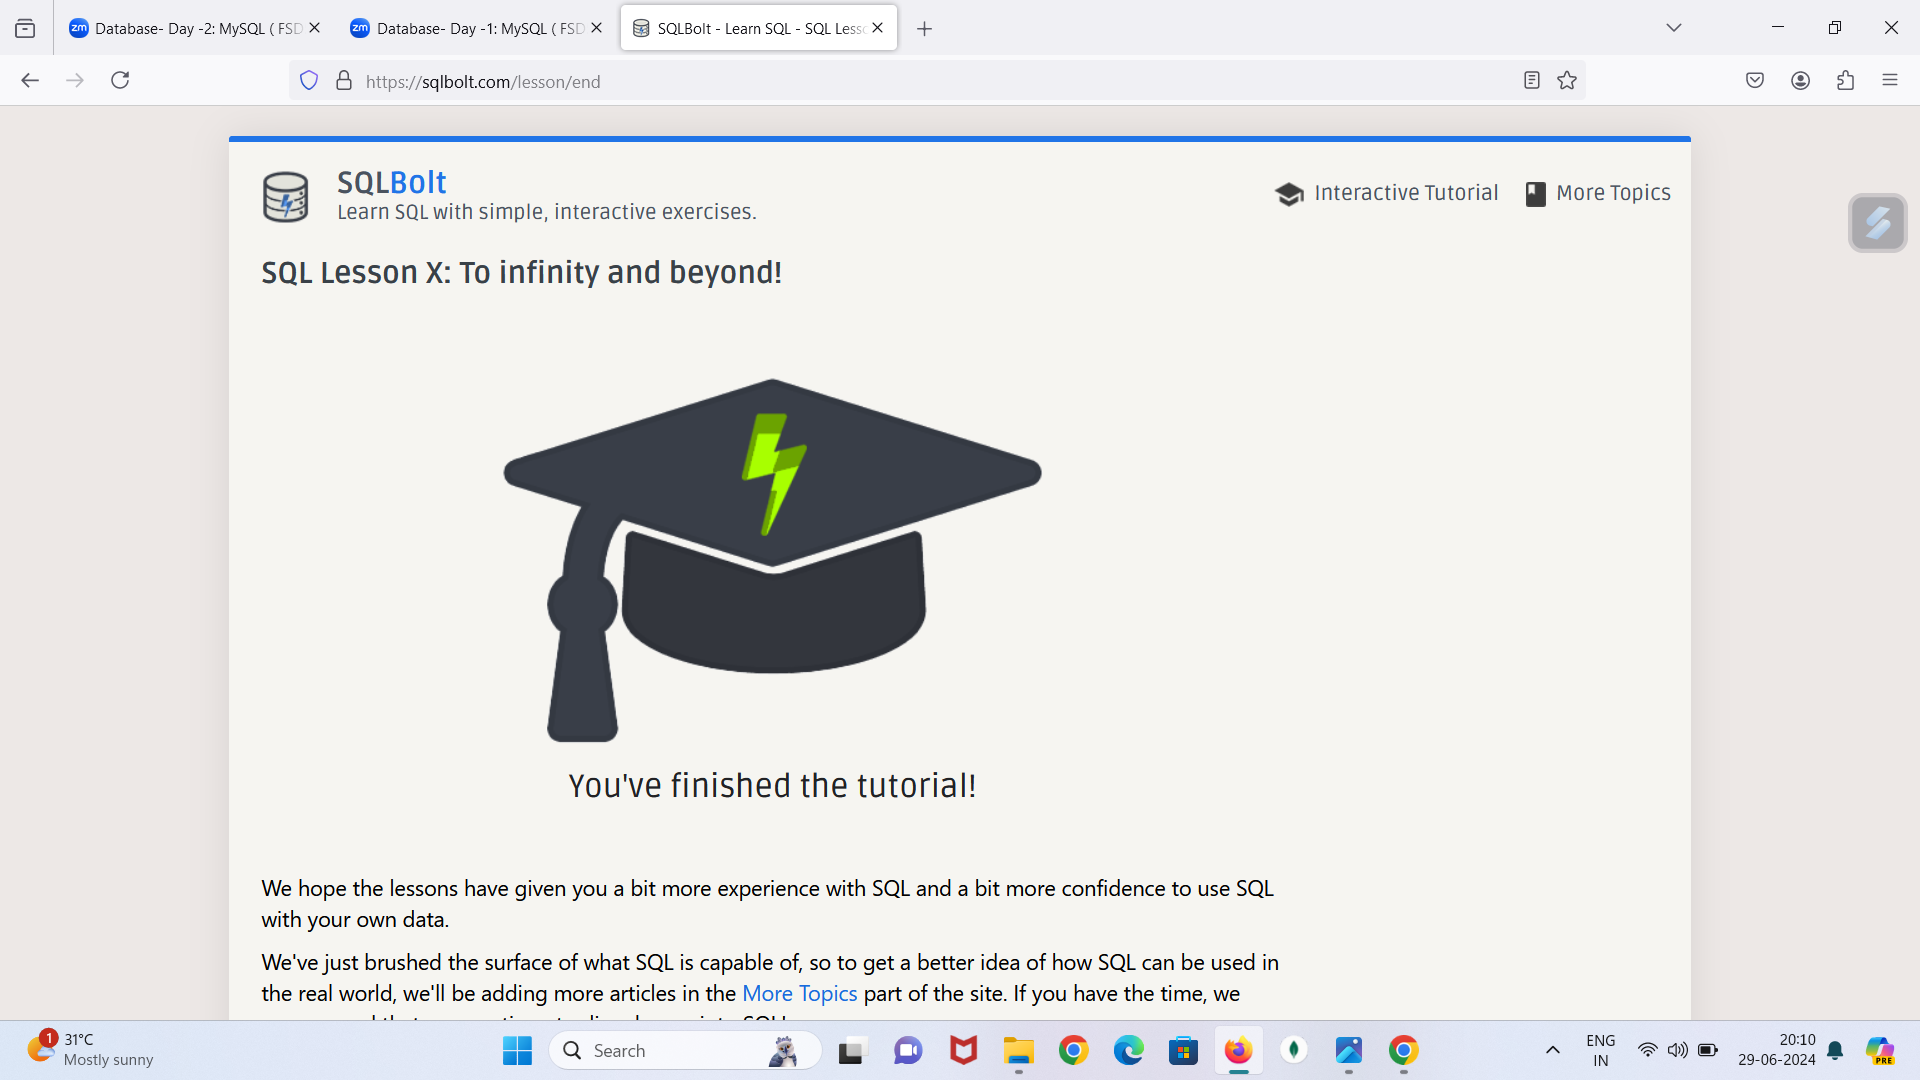 zm Database- Day -2: MySQL ( FSD
zm Database- Day -1: MySQL ( FSD
SQLBolt - Learn SQL - SQL Less
https://sqlbolt.com/lesson/end
SQLBolt
Learn SQL with simple, interactive exercises.
Interactive Tutorial
More Topics
SQL Lesson X: To infinity and beyond!
You've finished the tutorial!
We hope the lessons have given you a bit more experience with SQL and a bit more confidence to use SQL
with your own data.
We've just brushed the surface of what SQL is capable of, so to get a better idea of how SQL can be used in
the real world, we'll be adding more articles in the More Topics part of the site. If you have the time, we
1
31°C
Mostly sunny
Search
ENG
IN
20:10
29-06-2024
PRE